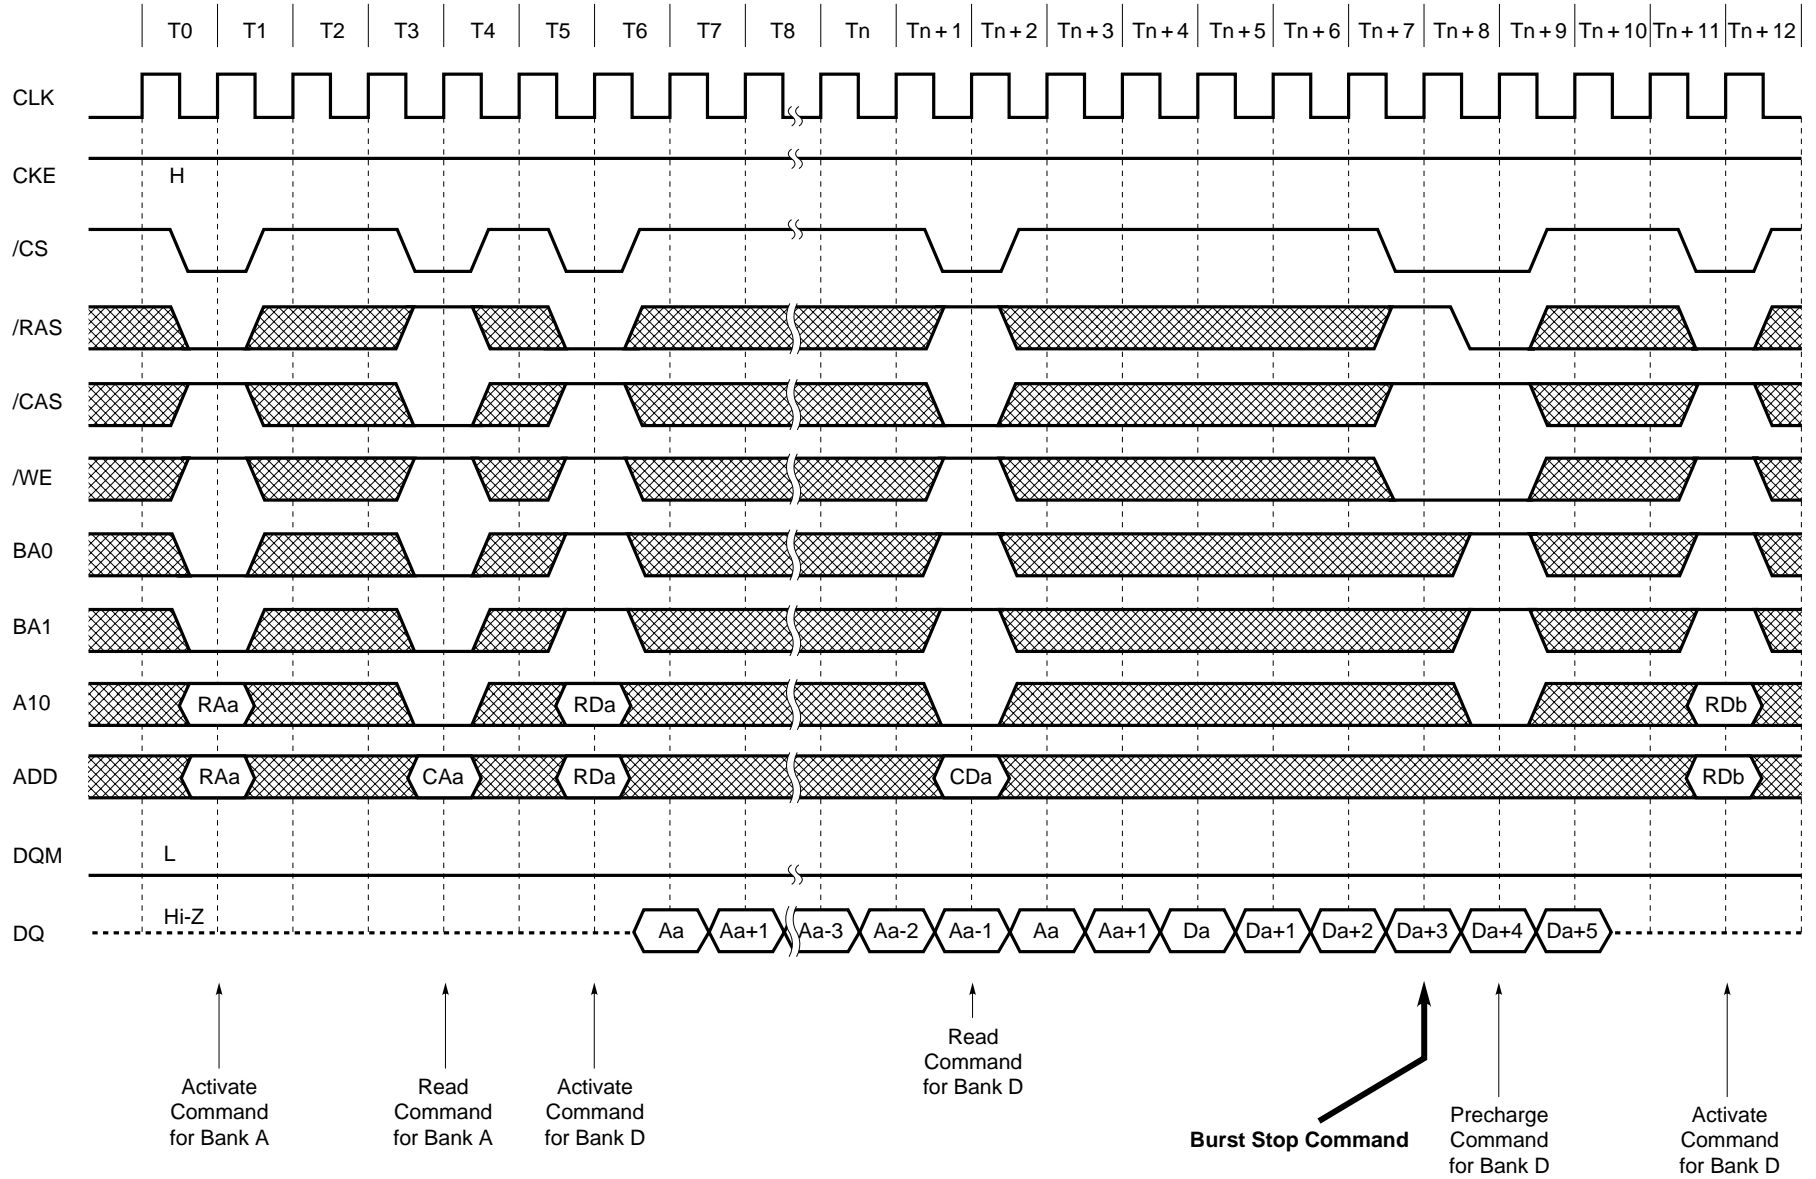 T0 T1 T2 T3 T4 T5 T6 T7 T8 Tn Tn + 1 Tn + 2 Tn + 3 Tn + 4 Tn + 5 Tn + 6 Tn + 7 Tn + 8 Tn + 9 Tn + 10 Tn + 11 Tn + 12
CLK
CKE H
/CS
/RAS
/CAS
/WE
BA0
BA1
A10 RAa RDa RDb
ADD RAa CAa RDa CDa RDb
DQM L
Hi-Z
DQ Aa Aa+1 Aa-3 Aa-2 Aa-1 Aa Aa+1 Da Da+1 Da+2 Da+3 Da+4 Da+5
Activate
Command
for Bank A
Read
Command
for Bank A
Activate
Command
for Bank D
Read
Command
for Bank D
Burst Stop Command
Precharge
Command
for Bank D
Activate
Command
for Bank D